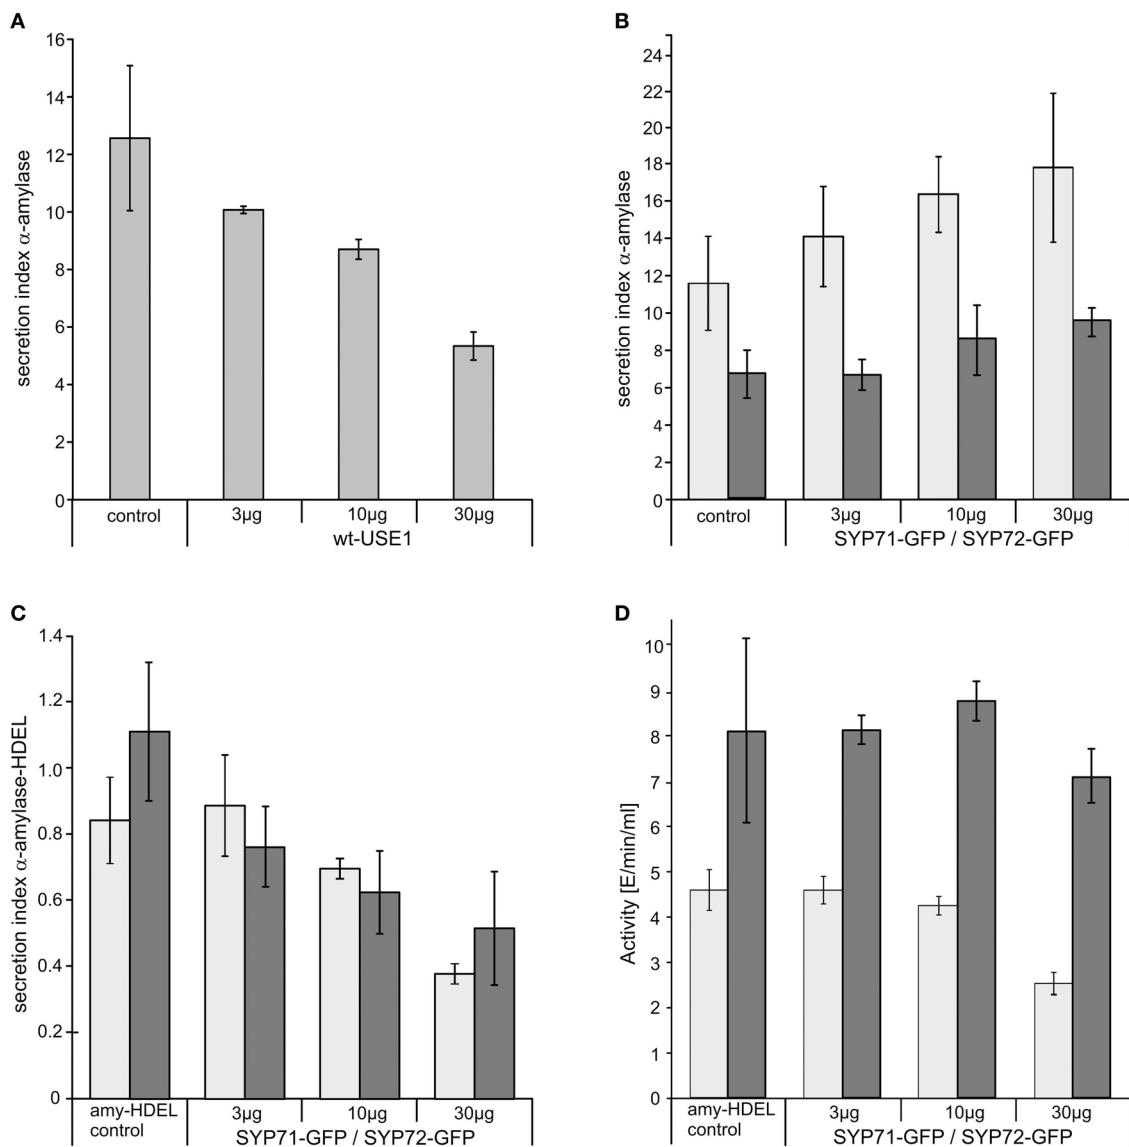 A
secretion index α-amylase
16
14
12
10
8
6
4
2
0
control
3µg
10µg
30µg
wt-USE1
B
secretion index α-amylase
24
22
20
18
16
14
12
10
8
6
4
2
0
control
3µg
10µg
30µg
SYP71-GFP / SYP72-GFP
C
secretion index α-amylase-HDEL
1.4
1.2
1.0
0.8
0.6
0.4
0.2
0
amy-HDEL
control
3µg
10µg
30µg
SYP71-GFP / SYP72-GFP
D
Activity [E/min/ml]
10
9
8
7
6
5
4
3
2
1
0
amy-HDEL
control
3µg
10µg
30µg
SYP71-GFP / SYP72-GFP